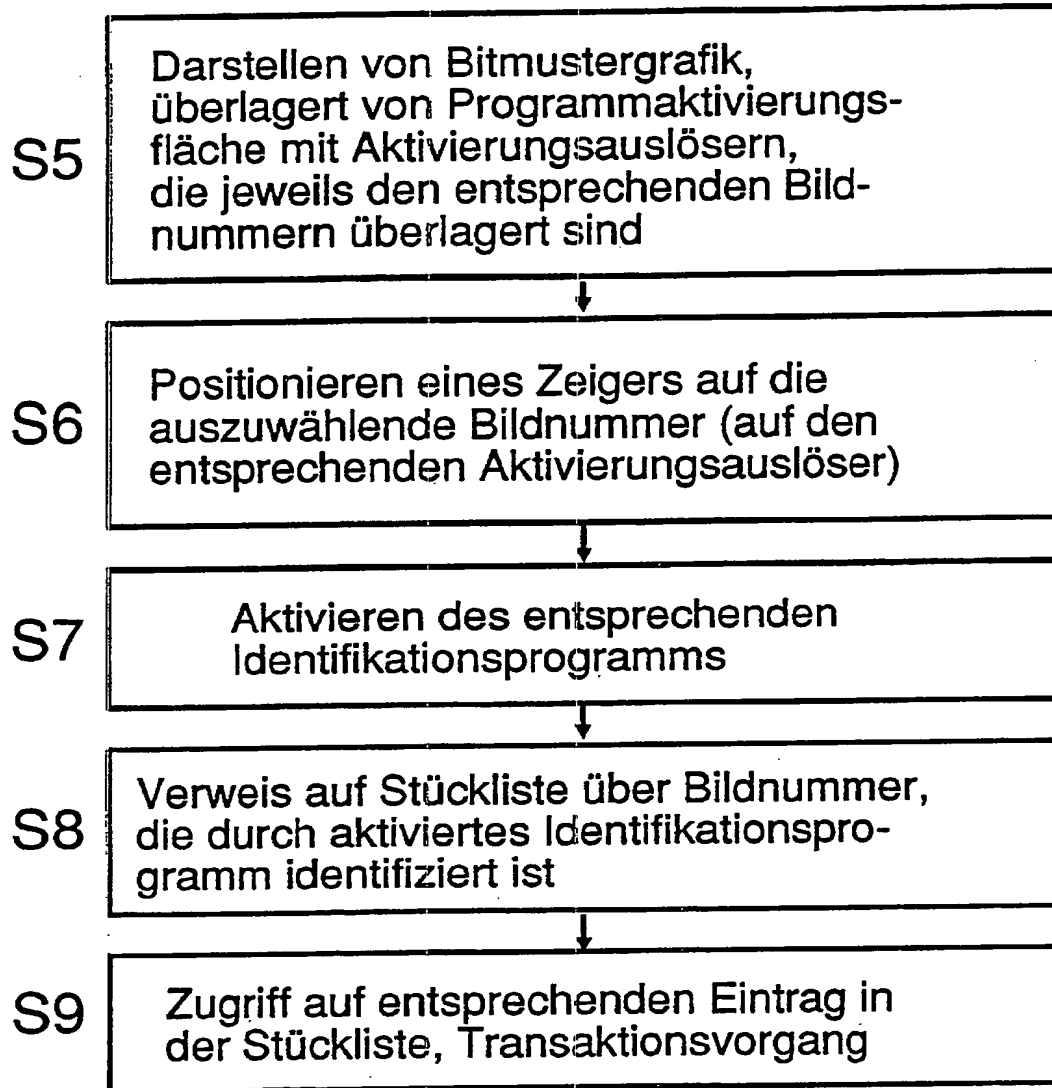 S5
Darstellen von Bitmustergrafik,
überlagert von Programmaktivierungs-
fläche mit Aktivierungsauslösern,
die jeweils den entsprechenden Bild-
nummern überlagert sind
S6
Positionieren eines Zeigers auf die
auszuwählende Bildnummer (auf den
entsprechenden Aktivierungsauslöser)
S7
Aktivieren des entsprechenden
Identifikationsprogramms
S8
Verweis auf Stückliste über Bildnummer,
die durch aktiviertes Identifikationspro-
gramm identifiziert ist
S9
Zugriff auf entsprechenden Eintrag in
der Stückliste, Transaktionsvorgang